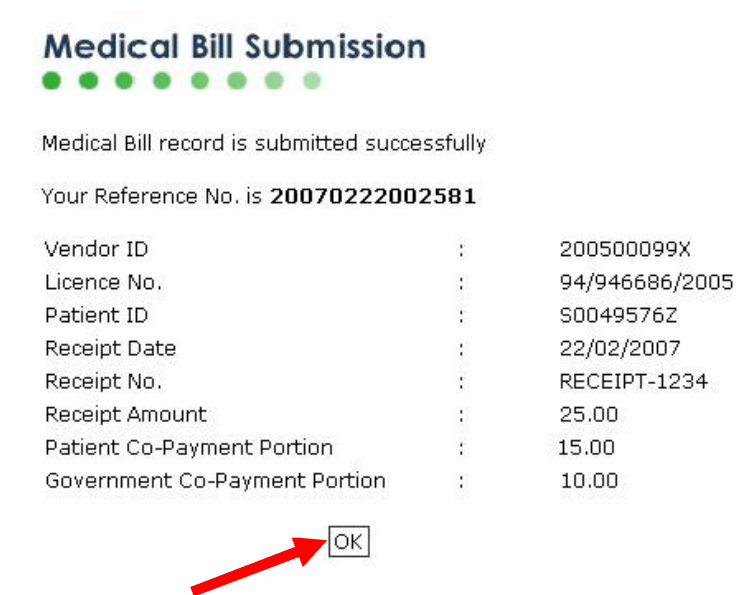 Medical Bill Submission
Medical Bill record is submitted successfully
Your Reference No. is 20070222002581
Vendor ID : 200500099X
Licence No. : 94/946686/2005
Patient ID : S0049576Z
Receipt Date : 22/02/2007
Receipt No. : RECEIPT-1234
Receipt Amount : 25.00
Patient Co-Payment Portion : 15.00
Government Co-Payment Portion : 10.00
OK